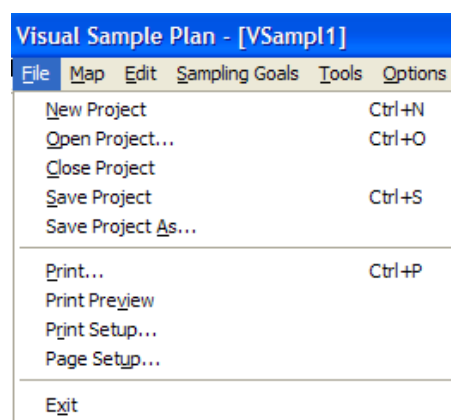 Visual Sample Plan - [VSampl1]
File Map Edit Sampling Goals Tools Options
New Project Ctrl+N
Open Project... Ctrl+O
Close Project
Save Project Ctrl+S
Save Project As...
Print... Ctrl+P
Print Preview
Print Setup...
Page Setup...
Exit